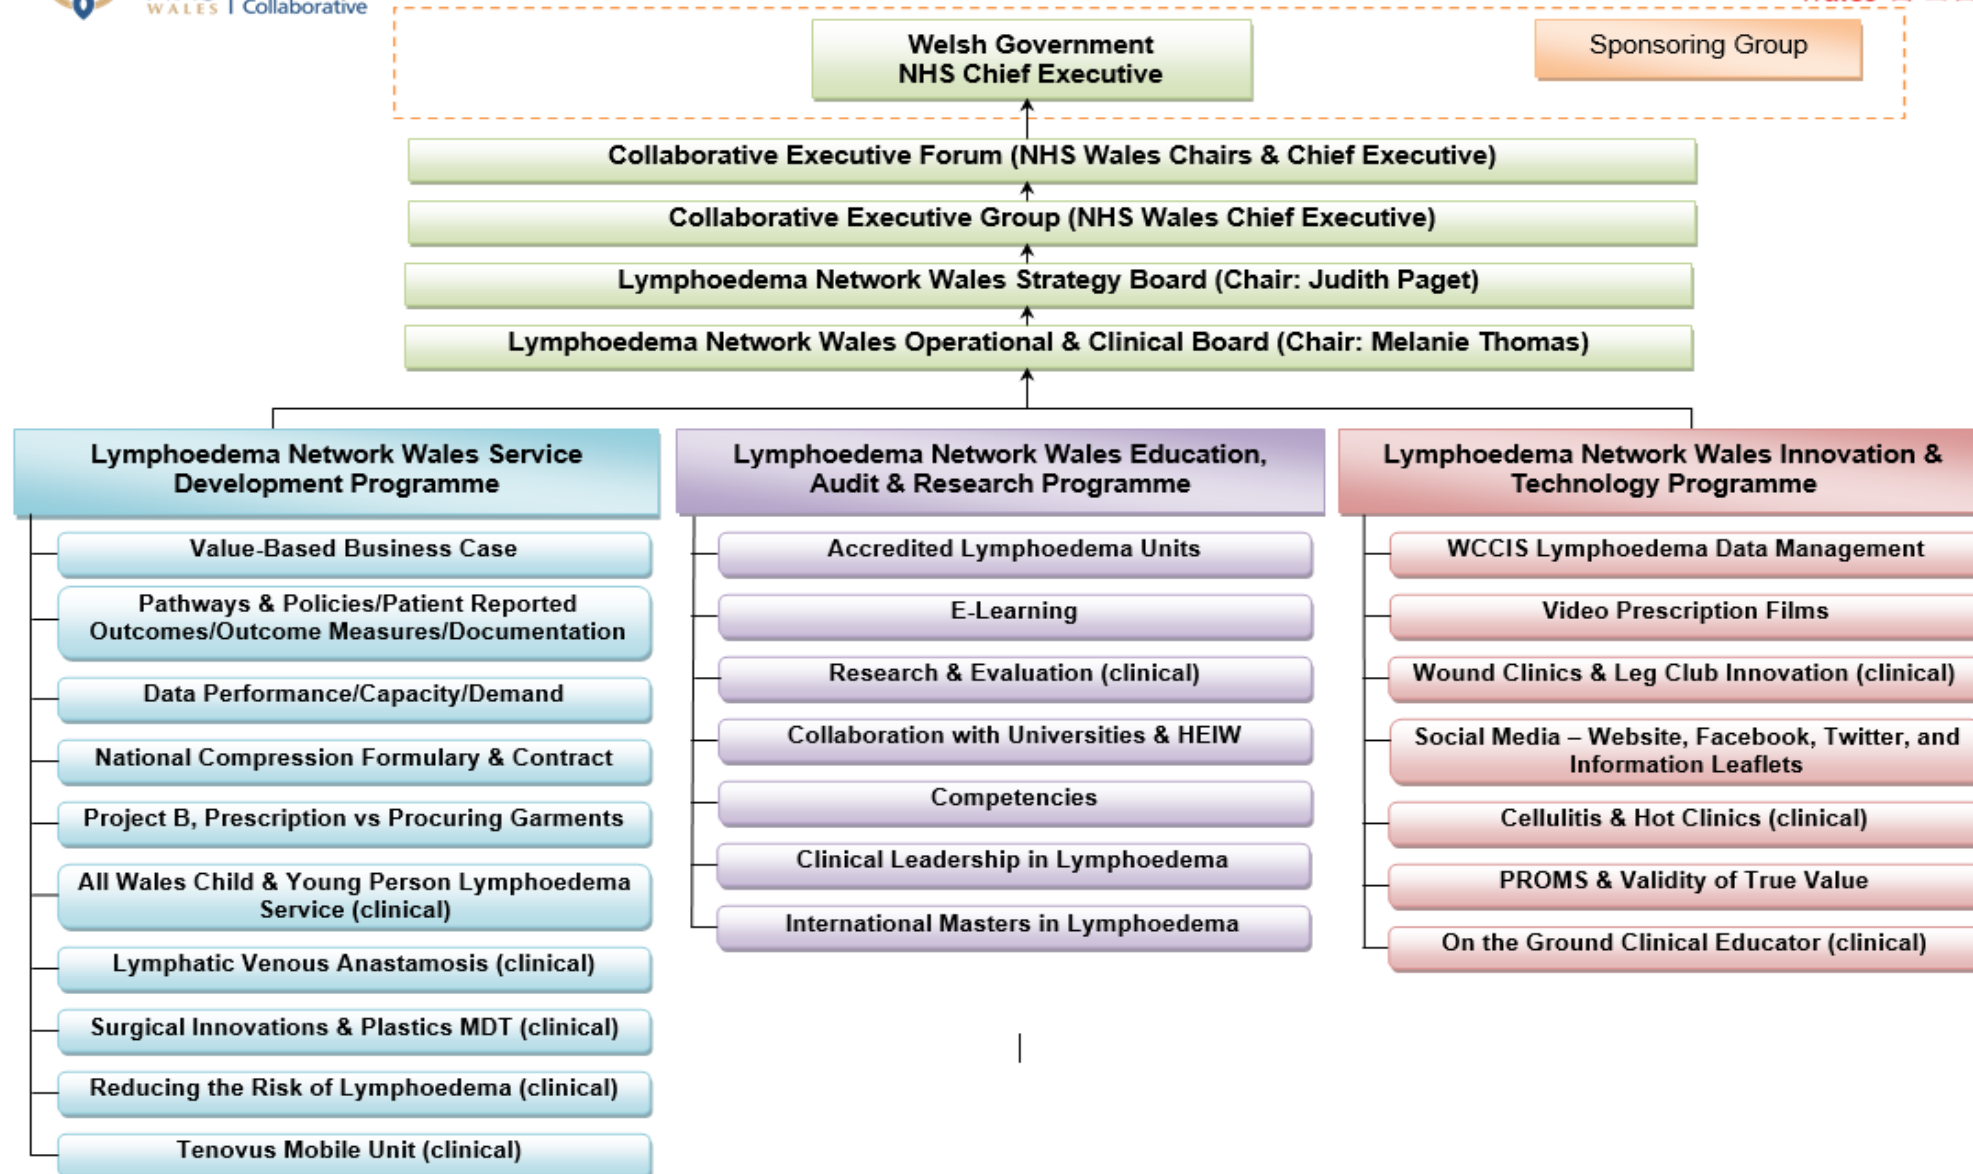 WALES | Collaborative
Wales
Welsh Government
NHS Chief Executive
Sponsoring Group
Collaborative Executive Forum (NHS Wales Chairs & Chief Executive)
Collaborative Executive Group (NHS Wales Chief Executive)
Lymphoedema Network Wales Strategy Board (Chair: Judith Paget)
Lymphoedema Network Wales Operational & Clinical Board (Chair: Melanie Thomas)
Lymphoedema Network Wales Service
Development Programme
Value-Based Business Case
Pathways & Policies/Patient Reported
Outcomes/Outcome Measures/Documentation
Data Performance/Capacity/Demand
National Compression Formulary & Contract
Project B, Prescription vs Procuring Garments
All Wales Child & Young Person Lymphoedema
Service (clinical)
Lymphatic Venous Anastamosis (clinical)
Surgical Innovations & Plastics MDT (clinical)
Reducing the Risk of Lymphoedema (clinical)
Tenovus Mobile Unit (clinical)
Lymphoedema Network Wales Education,
Audit & Research Programme
Accredited Lymphoedema Units
E-Learning
Research & Evaluation (clinical)
Collaboration with Universities & HEIW
Competencies
Clinical Leadership in Lymphoedema
International Masters in Lymphoedema
Lymphoedema Network Wales Innovation &
Technology Programme
WCCIS Lymphoedema Data Management
Video Prescription Films
Wound Clinics & Leg Club Innovation (clinical)
Social Media – Website, Facebook, Twitter, and
Information Leaflets
Cellulitis & Hot Clinics (clinical)
PROMS & Validity of True Value
On the Ground Clinical Educator (clinical)